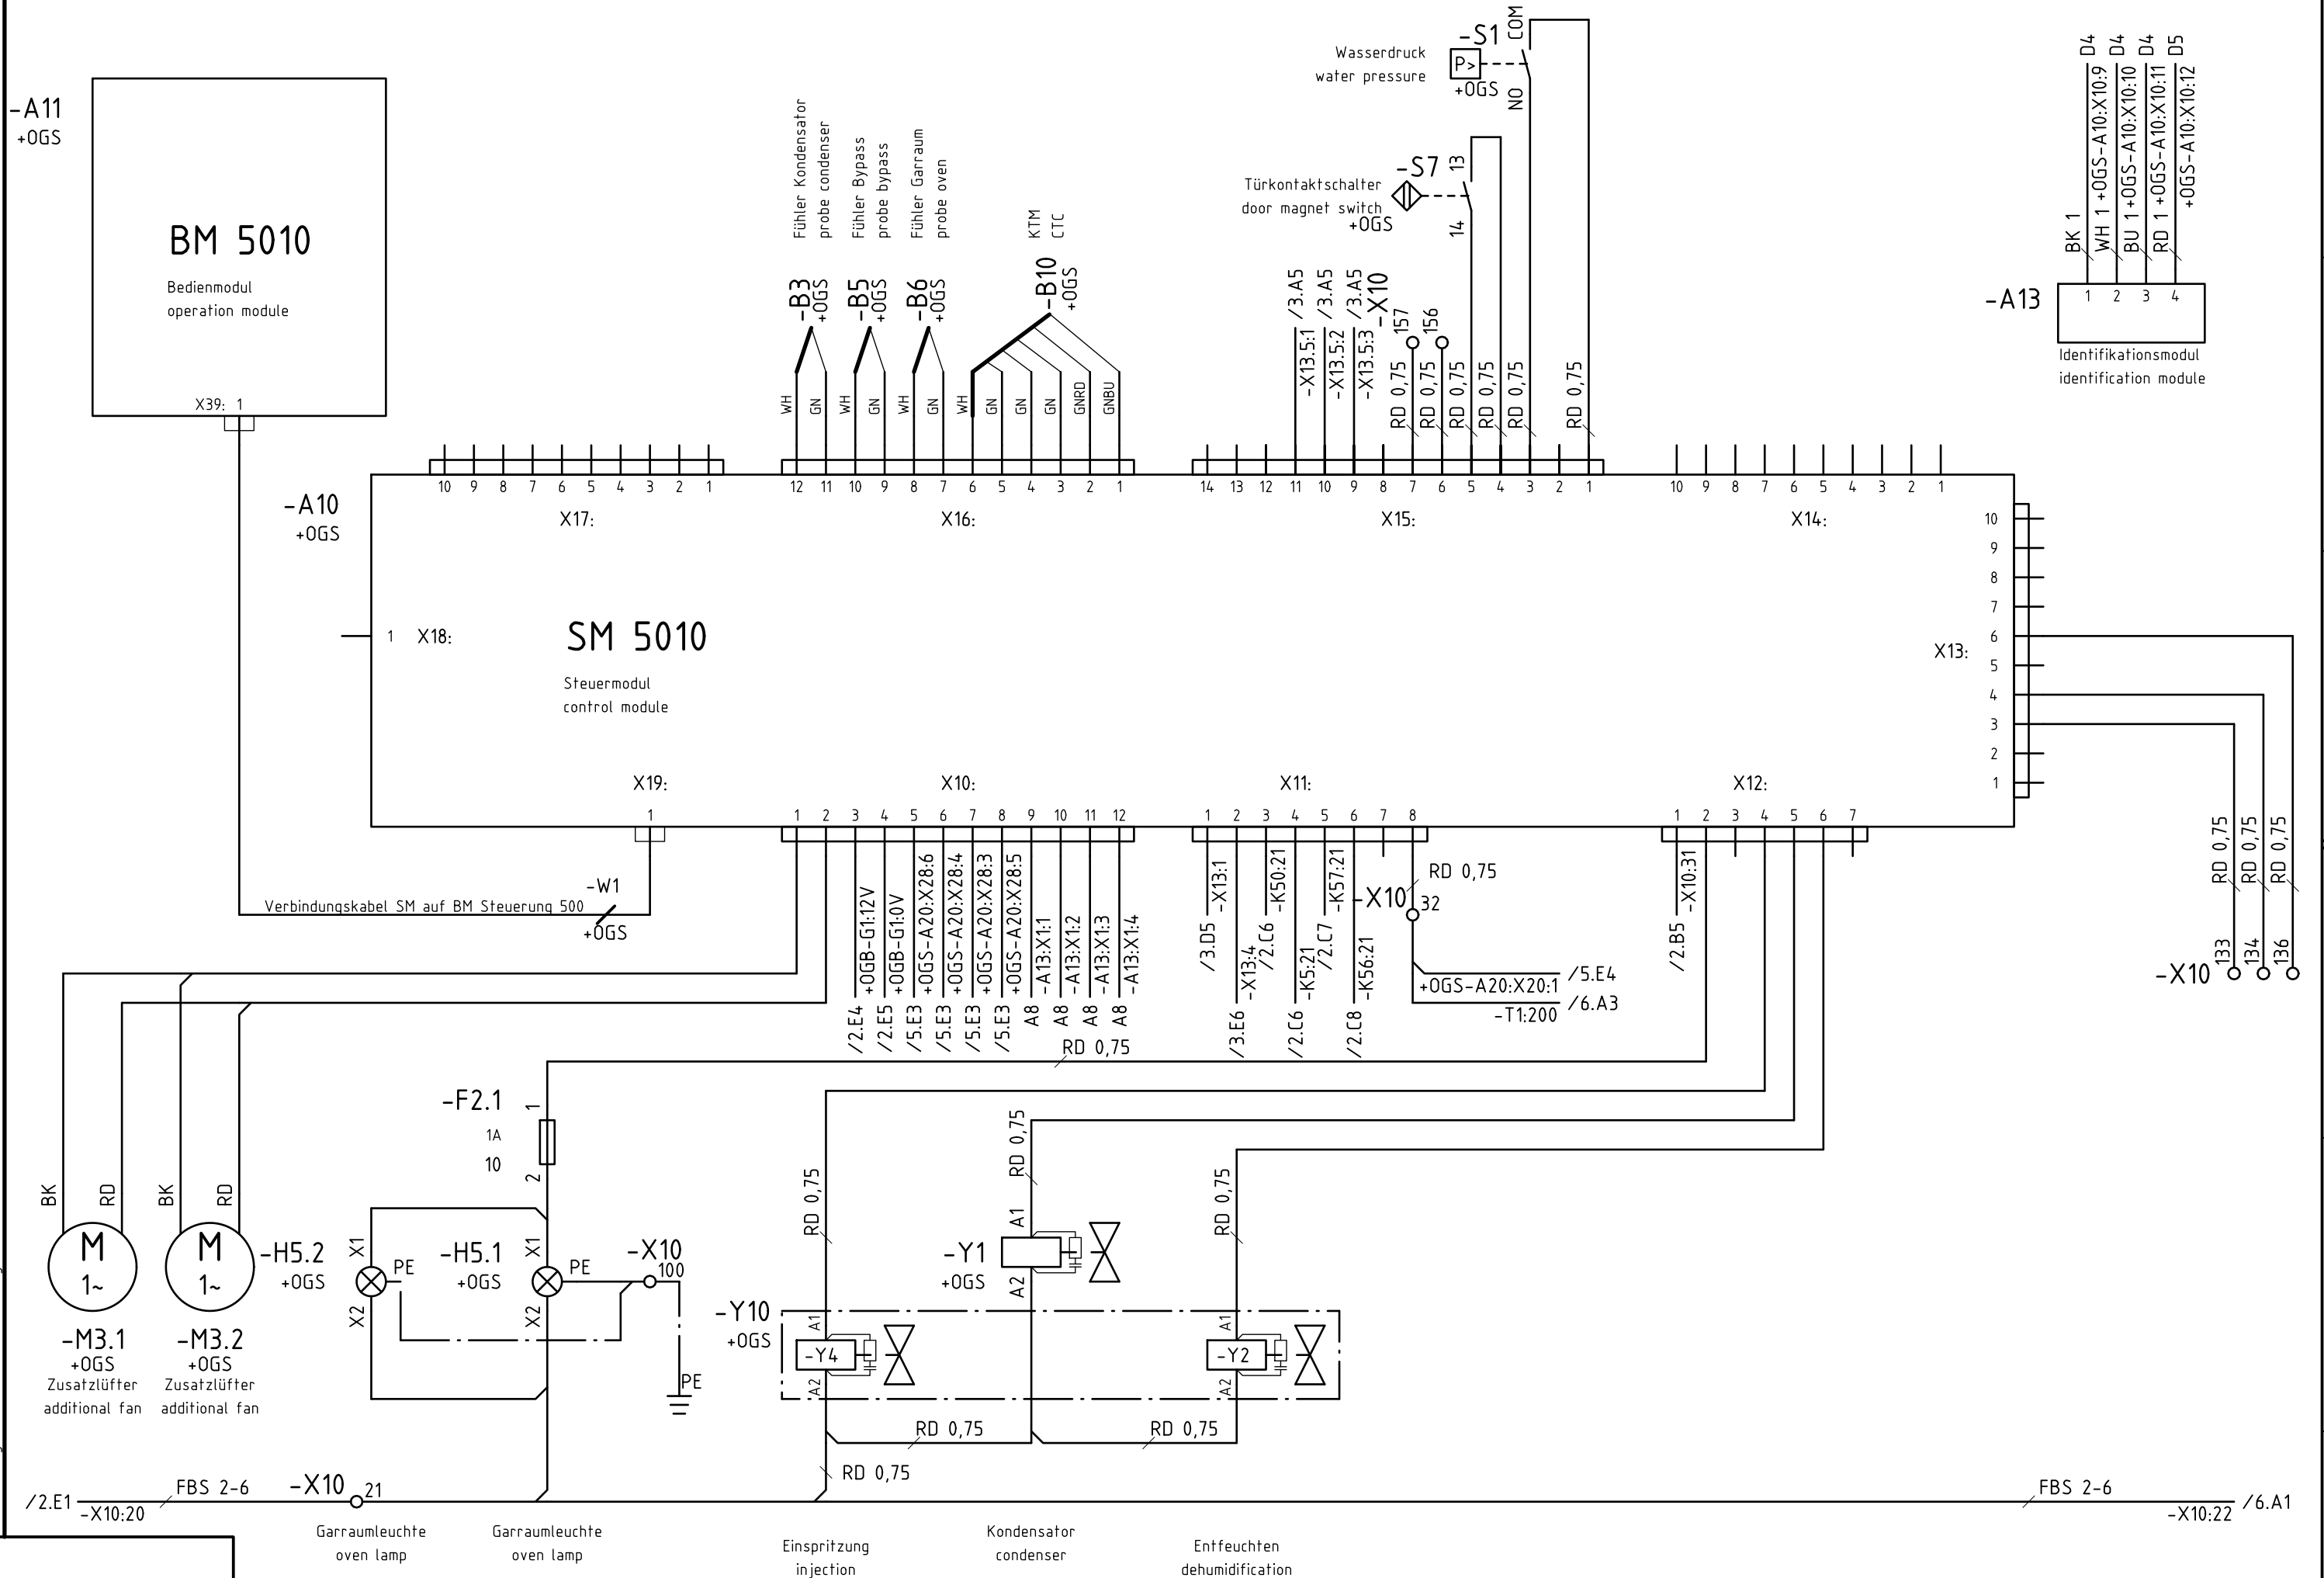 -A11
+OGS
BM 5010
Bedienmodul
operation module
X39: 1
Fühler Kondensator
probe condenser
Fühler Bypass
probe bypass
Fühler Garraum
probe oven
KTM
CTC
-B3
+OGS
-B5
+OGS
-B6
+OGS
-B10
+OGS
WH
GN
WH
GN
WH
GN
WH
GN
GN
GN
GNRD
GNBU
Wasserdruck
water pressure
-S1
P>
+OGS
COM
NO
Türkontaktschalter
door magnet switch
-S7
+OGS
13
14
/3.A5
/3.A5
/3.A5
-X13.5:1
-X13.5:2
-X13.5:3
-X10
157
156
RD 0,75
RD 0,75
RD 0,75
RD 0,75
RD 0,75
RD 0,75
D4
D4
D4
D5
BK 1
+OGS-A10:X10:9
WH 1
+OGS-A10:X10:10
BU 1
+OGS-A10:X10:11
RD 1
+OGS-A10:X10:12
-A13
1 2 3 4
Identifikationsmodul
identification module
-A10
+OGS
10 9 8 7 6 5 4 3 2 1
X17:
12 11 10 9 8 7 6 5 4 3 2 1
X16:
14 13 12 11 10 9 8 7 6 5 4 3 2 1
X15:
10 9 8 7 6 5 4 3 2 1
X14:
1 X18:
SM 5010
Steuermodul
control module
X13:
10
9
8
7
6
5
4
3
2
1
X19:
1
X10:
1 2 3 4 5 6 7 8 9 10 11 12
X11:
1 2 3 4 5 6 7 8
X12:
1 2 3 4 5 6 7
-W1
Verbindungskabel SM auf BM Steuerung 500
+OGS
+OGB-G1:12V
+OGB-G1:0V
+OGS-A20:X28:6
+OGS-A20:X28:4
+OGS-A20:X28:3
+OGS-A20:X28:5
-A13:X1:1
-A13:X1:2
-A13:X1:3
-A13:X1:4
/2.E4
/2.E5
/5.E3
/5.E3
/5.E3
/5.E3
A8
A8
A8
A8
-X13:1
/3.D5
-X13:4
/3.E6
-K50:21
/2.C6
-K5:21
/2.C6
-K57:21
/2.C7
-K56:21
/2.C8
RD 0,75
-X10
32
/5.E4
+OGS-A20:X20:1
/6.A3
-T1:200
-X10:31
/2.B5
RD 0,75
RD 0,75
RD 0,75
133
134
136
-X10
RD 0,75
-F2.1
1A
10
1
2
BK
RD
BK
RD
M
1~
M
1~
-M3.1
+OGS
Zusatzlüfter
additional fan
-M3.2
+OGS
Zusatzlüfter
additional fan
-H5.2
+OGS
X1
X2
PE
-H5.1
+OGS
X1
X2
PE
-X10
100
PE
RD 0,75
RD 0,75
RD 0,75
-Y1
+OGS
A1
A2
-Y10
+OGS
A1
-Y4
A2
A1
-Y2
A2
RD 0,75
RD 0,75
RD 0,75
/2.E1
-X10:20
FBS 2-6
-X10
21
FBS 2-6
-X10:22
/6.A1
Garraumleuchte
oven lamp
Garraumleuchte
oven lamp
Einspritzung
injection
Kondensator
condenser
Entfeuchten
dehumidification